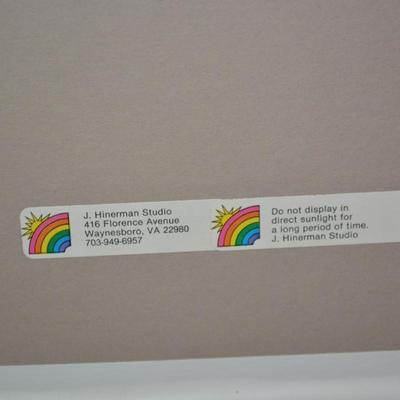 J. Hinerman Studio
416 Florence Avenue
Waynesboro, VA 22980
703-949-6957
Do not display in
direct sunlight for
a long period of time.
J. Hinerman Studio